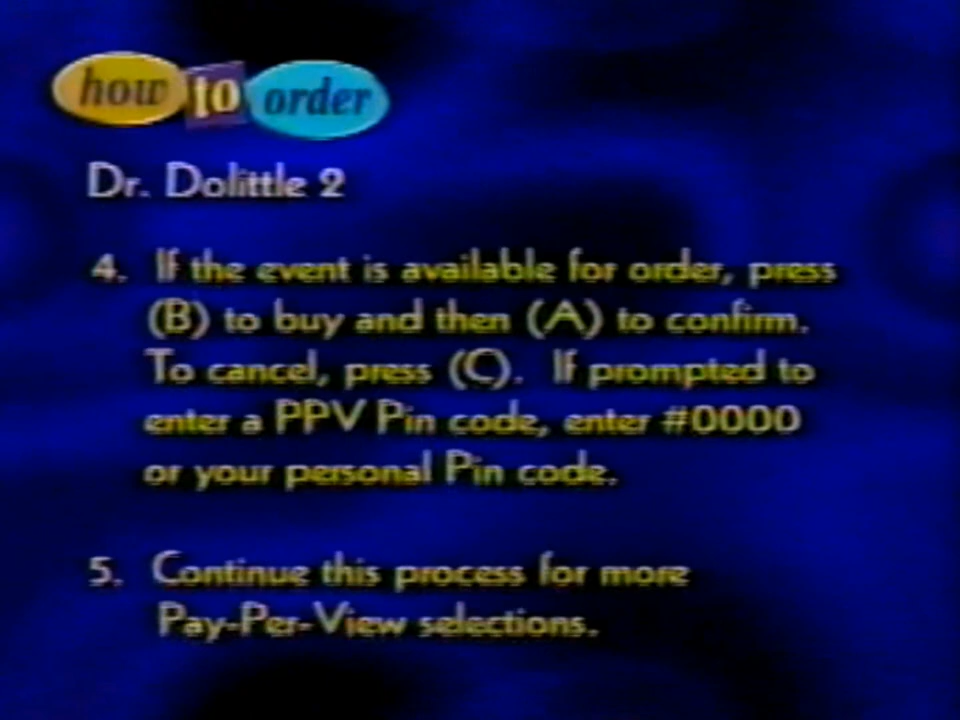 how to order
Dr. Dolittle 2
4. If the event is available for order, press
(B) to buy and then (A) to confirm.
To cancel, press (C). If prompted to
enter a PPV Pin code, enter #0000
or your personal Pin code.
5. Continue this process for more
Pay-Per-View selections.